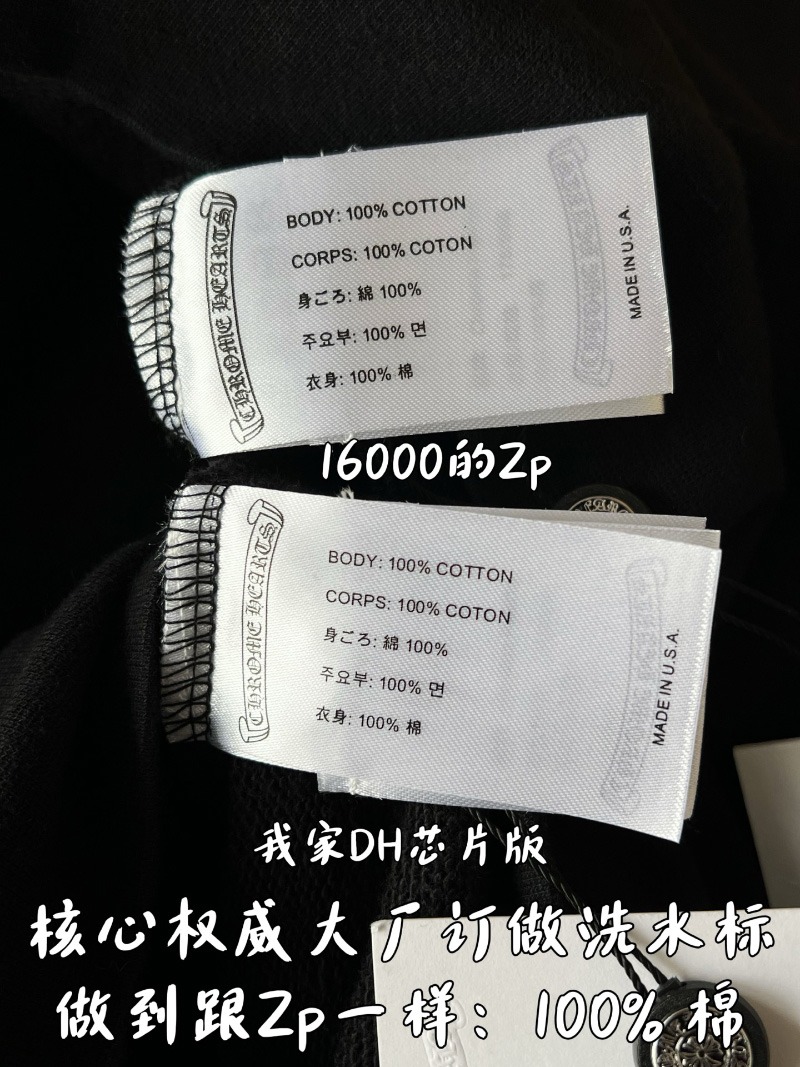 CHROME HEARTS
BODY: 100% COTTON
CORPS: 100% COTON
身ごろ: 綿 100%
주요부: 100% 면
衣身: 100% 棉
MADE IN U.S.A.
16000的Zp
CHROME HEARTS
BODY: 100% COTTON
CORPS: 100% COTON
身ごろ: 綿 100%
주요부: 100% 면
衣身: 100% 棉
MADE IN U.S.A.
我家DH芯片版
核心权威大厂订做洗水标
做到跟Zp一样：100% 棉